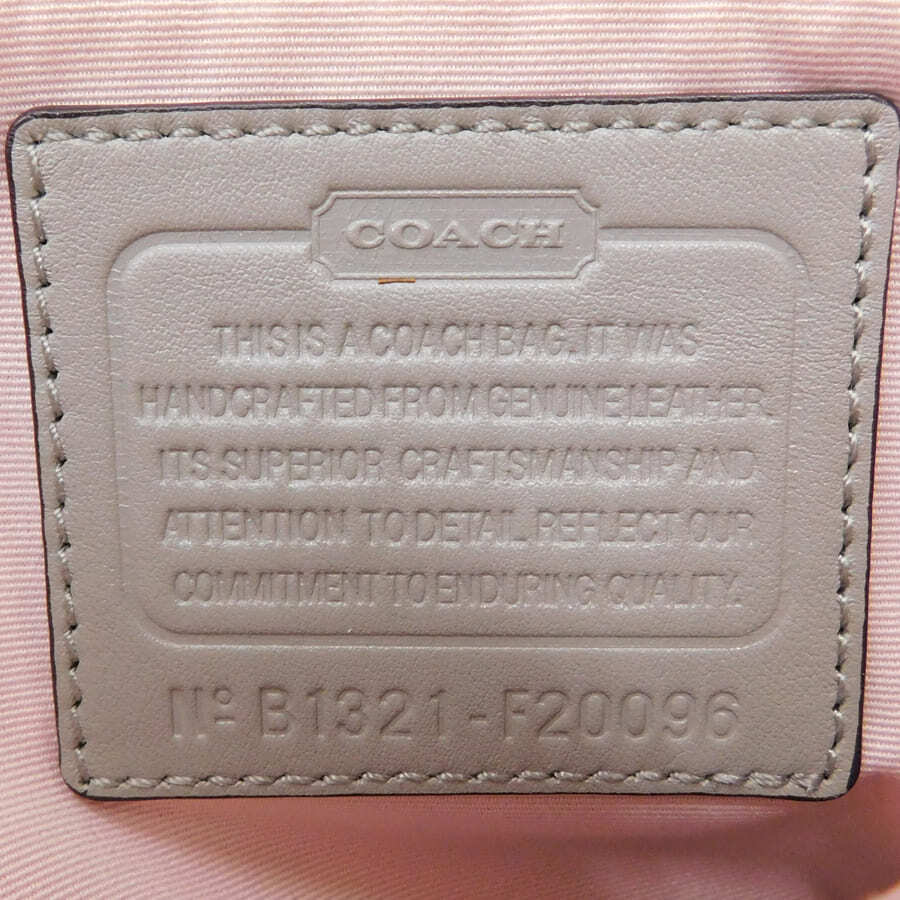 COACH
THIS IS A COACH BAG. IT WAS
HANDCRAFTED FROM GENUINE LEATHER.
ITS SUPERIOR CRAFTSMANSHIP AND
ATTENTION TO DETAIL REFLECT OUR
COMMITMENT TO ENDURING QUALITY.
Nº B1321-F20096